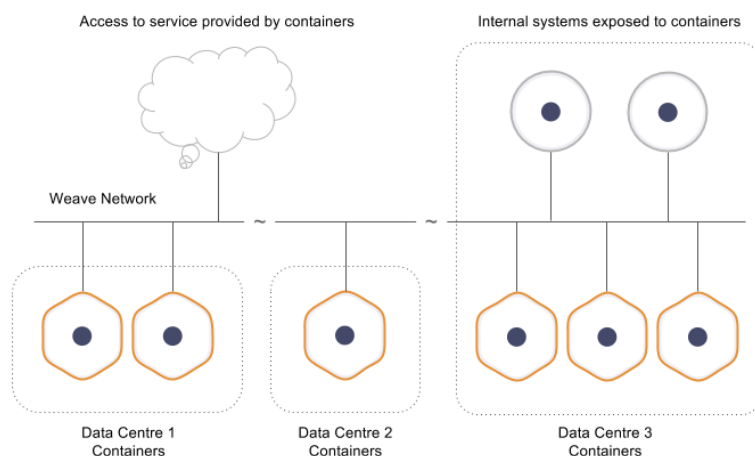 Access to service provided by containers
Internal systems exposed to containers
Weave Network
~
~
Data Centre 1
Containers
Data Centre 2
Containers
Data Centre 3
Containers